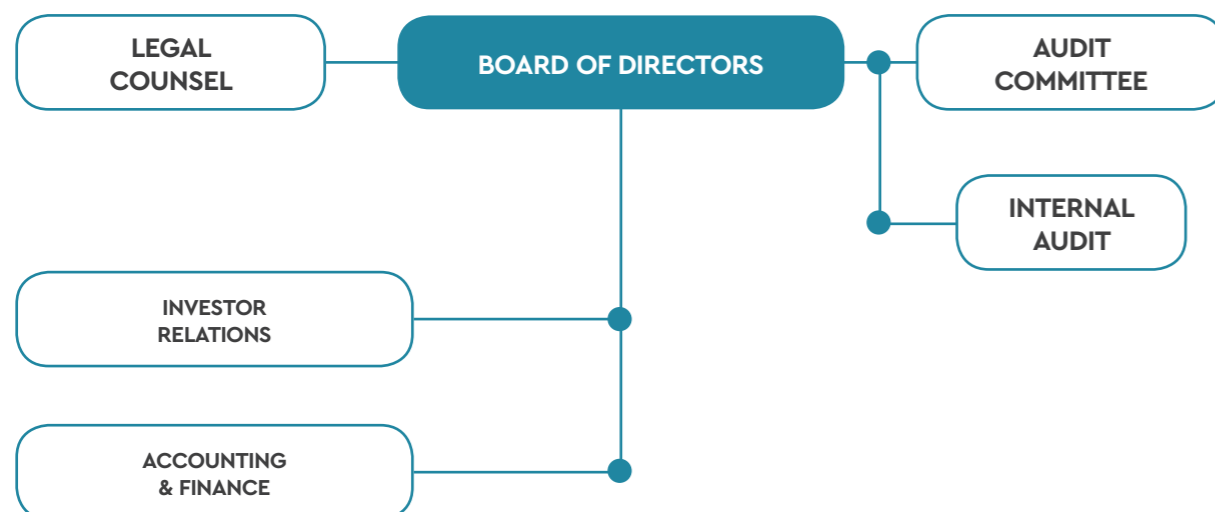 LEGAL
COUNSEL
BOARD OF DIRECTORS
AUDIT
COMMITTEE
INTERNAL
AUDIT
INVESTOR
RELATIONS
ACCOUNTING
& FINANCE